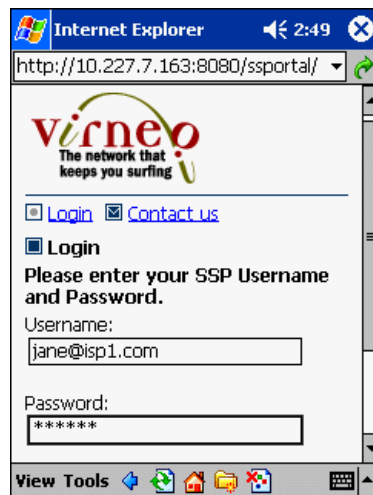 Internet Explorer 2:49
http://10.227.7.163:8080/ssportal/
Virneo
The network that
keeps you surfing
Login Contact us
Login
Please enter your SSP Username
and Password.
Username:
jane@isp1.com
Password:
******
View Tools